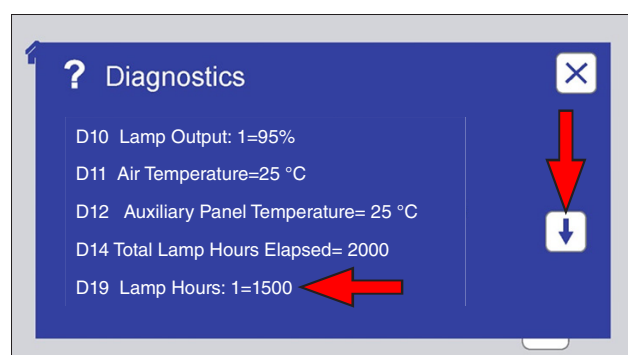 ? Diagnostics
D10 Lamp Output: 1=95%
D11 Air Temperature=25 °C
D12 Auxiliary Panel Temperature= 25 °C
D14 Total Lamp Hours Elapsed= 2000
D19 Lamp Hours: 1=1500